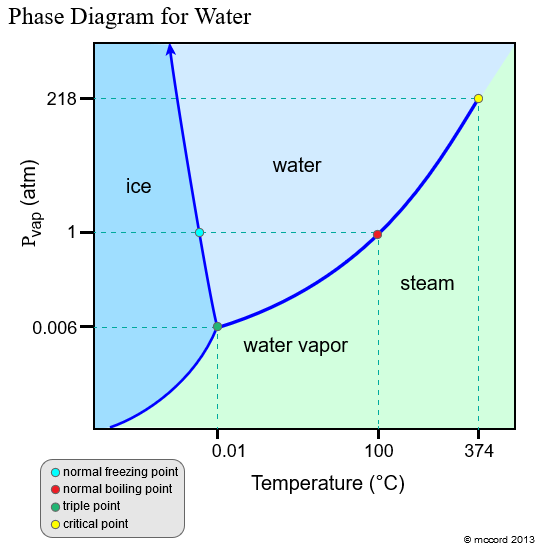 Phase Diagram for Water
218
ice
water
P_vap (atm)
1
steam
0.006
water vapor
0.01
100
374
Temperature (°C)
normal freezing point
normal boiling point
triple point
critical point
© mccord 2013